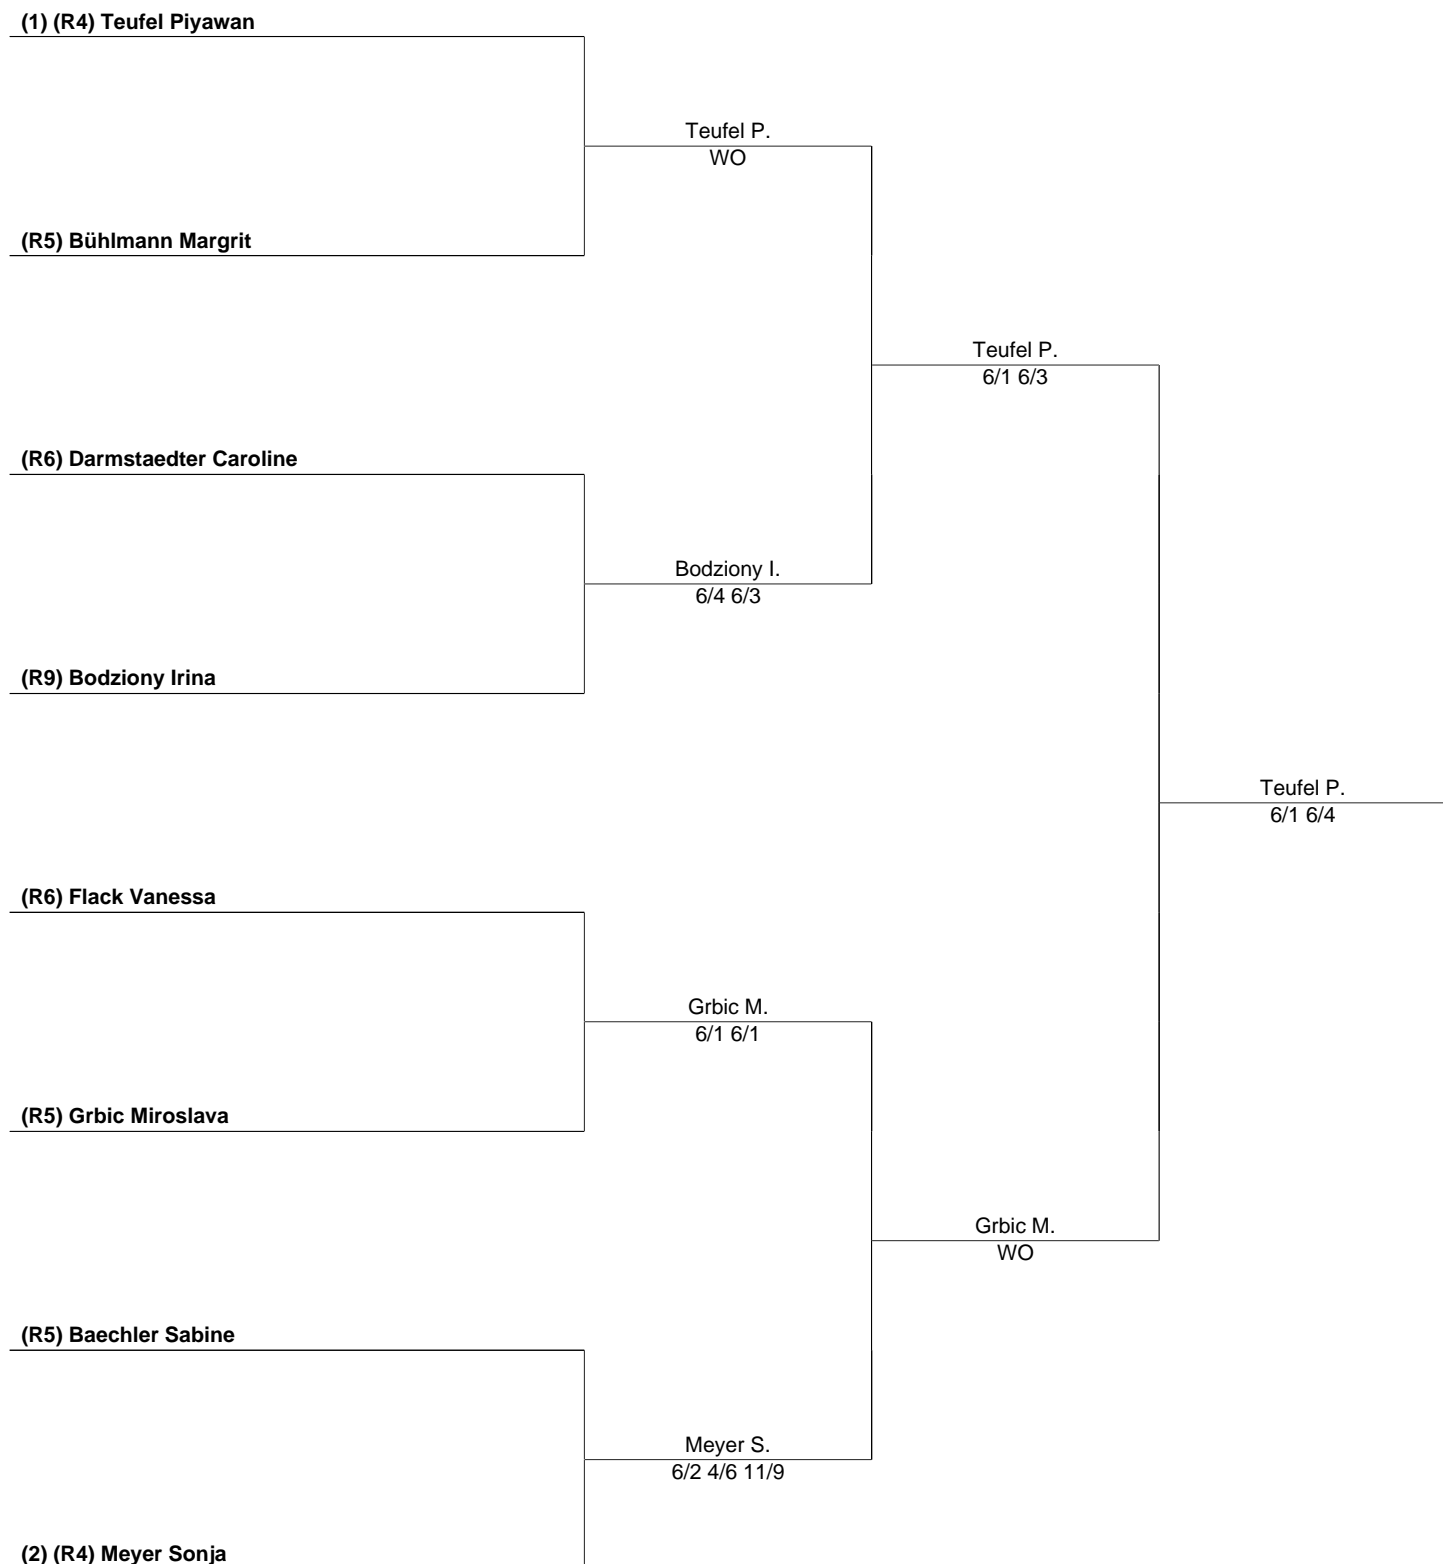 (1) (R4) Teufel Piyawan
Teufel P.
WO
(R5) Bühlmann Margrit
Teufel P.
6/1 6/3
(R6) Darmstaedter Caroline
Bodziony I.
6/4 6/3
(R9) Bodziony Irina
Teufel P.
6/1 6/4
(R6) Flack Vanessa
Grbic M.
6/1 6/1
(R5) Grbic Miroslava
Grbic M.
WO
(R5) Baechler Sabine
Meyer S.
6/2 4/6 11/9
(2) (R4) Meyer Sonja